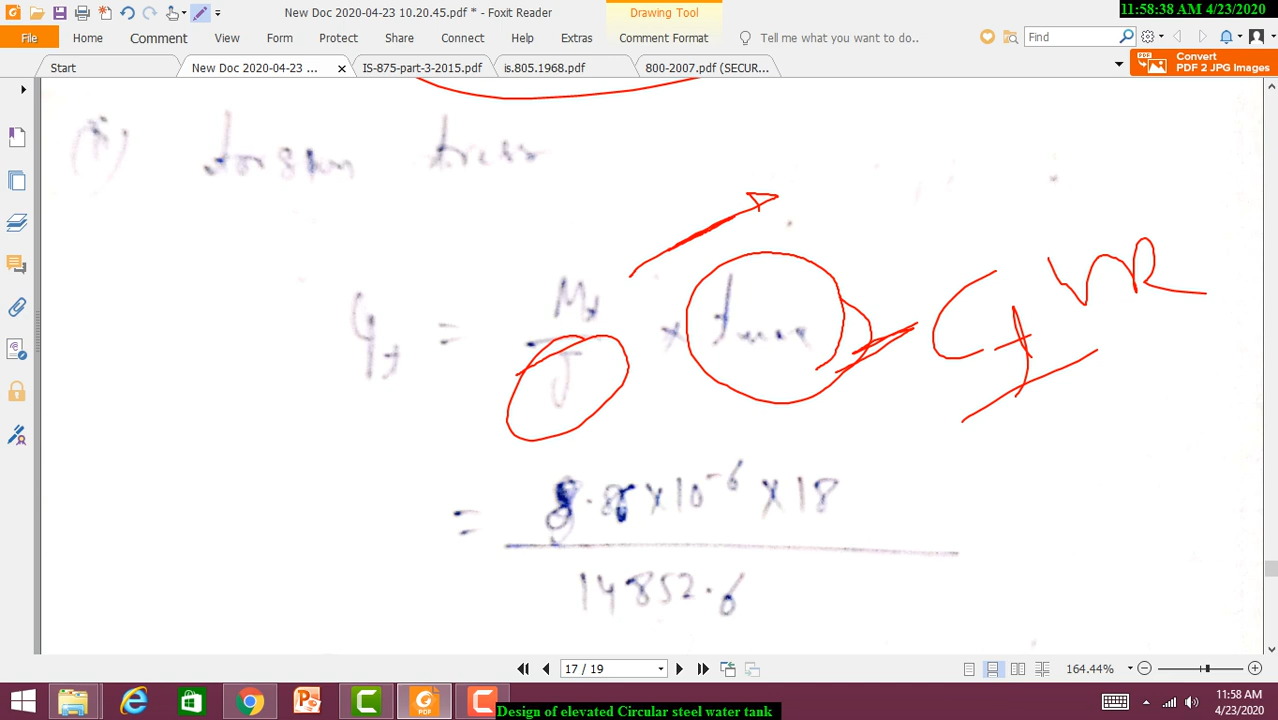 11:58:38 AM 4/23/2020
New Doc 2020-04-23 10.20.45.pdf * - Foxit Reader
Drawing Tool
File Home Comment View Form Protect Share Connect Help Extras Comment Format Tell me what you want to do.. Find
Start New Doc 2020-04-23 ... IS-875-part-3-2015.pdf is.805.1968.pdf 800-2007.pdf (SECUR...
Convert
PDF 2 JPG Images
torsion stress
= Mt/J × tmax
= 8.8 × 10-6 × 18
14852.6
17 / 19
164.44%
PDF
Design of elevated Circular steel water tank
11:58 AM
4/23/2020